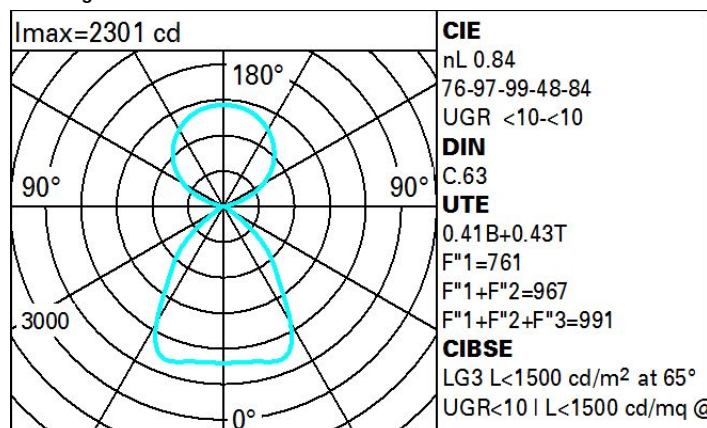 Imax=2301 cd
180°
90°
90°
3000
0°
CIE
nL 0.84
76-97-99-48-84
UGR <10-<10
DIN
C.63
UTE
0.41B+0.43T
F"1=761
F"1+F"2=967
F"1+F"2+F"3=991
CIBSE
LG3 L<1500 cd/m² at 65°
UGR<10 | L<1500 cd/mq @